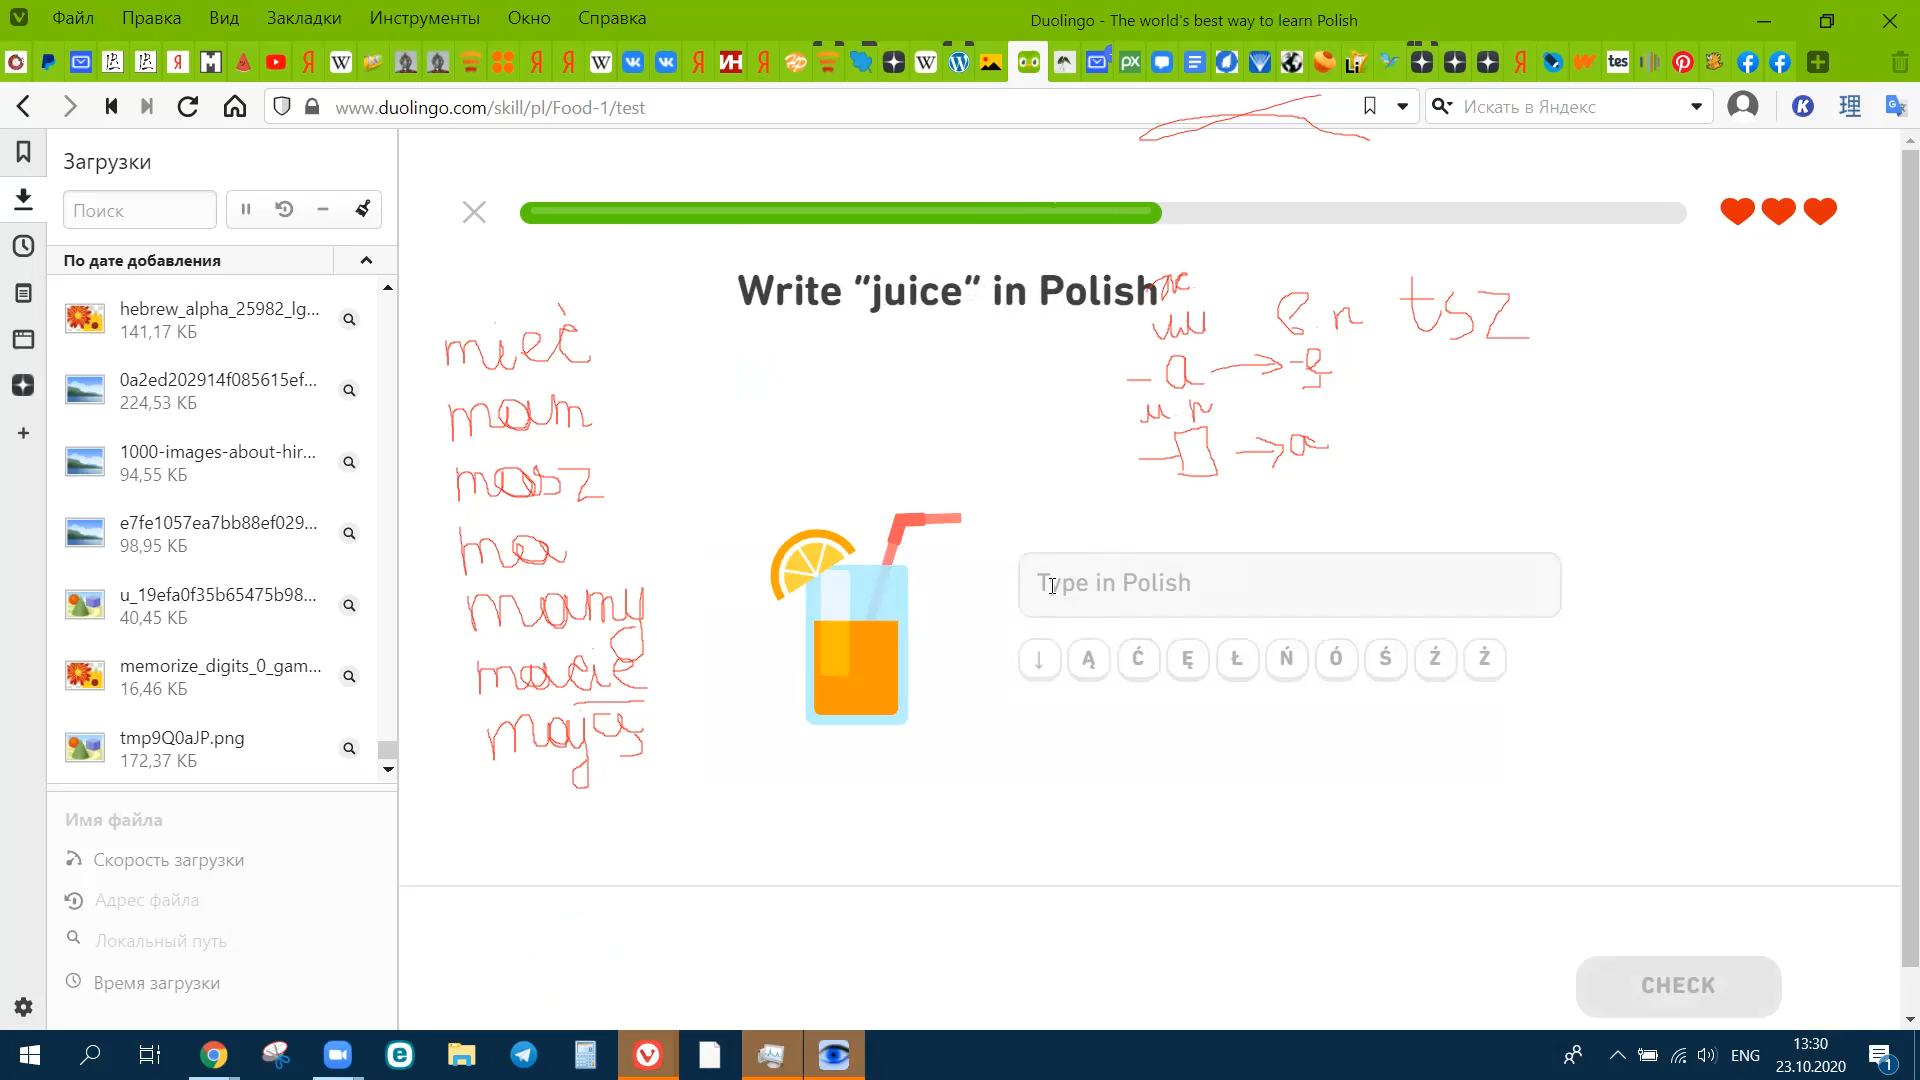 Файл Правка Вид Закладки Инструменты Окно Справка
Duolingo - The world's best way to learn Polish
www.duolingo.com/skill/pl/Food-1/test
Искать в Яндекс
Загрузки
Поиск
По дате добавления
hebrew_alpha_25982_lg...
141,17 КБ
0a2ed202914f085615ef...
224,53 КБ
1000-images-about-hir...
94,55 КБ
e7fe1057ea7bb88ef029...
98,95 КБ
u_19efa0f35b65475b98...
40,45 КБ
memorize_digits_0_gam...
16,46 КБ
tmp9Q0aJP.png
172,37 КБ
Имя файла
Скорость загрузки
Адрес файла
Локальный путь
Время загрузки
Write "juice" in Polish
mieć
mam
masz
ma
mamy
macie
mają
tsz
a → ę
→ a
Type in Polish
↓ Ą Ć Ę Ł Ń Ó Ś Ź Ż
CHECK
ENG
13:30
23.10.2020
1